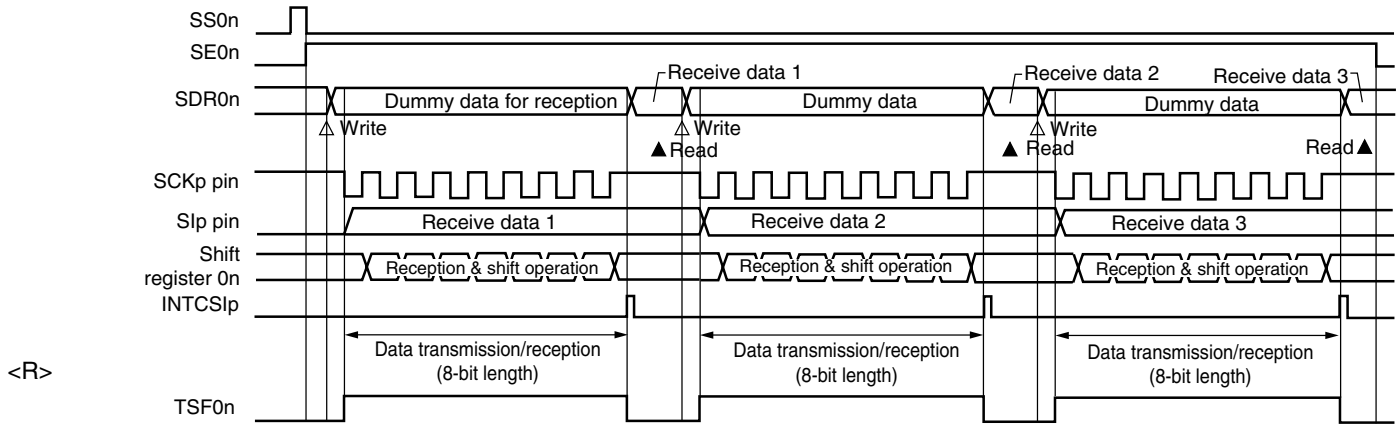 SS0n
SE0n
Receive data 1
Receive data 2
Receive data 3
SDR0n
Dummy data for reception
Dummy data
Dummy data
Write
Write
Write
Read
Read
Read
SCKp pin
SIp pin
Receive data 1
Receive data 2
Receive data 3
Shift
register 0n
Reception & shift operation
Reception & shift operation
Reception & shift operation
INTCSIp
Data transmission/reception
(8-bit length)
Data transmission/reception
(8-bit length)
Data transmission/reception
(8-bit length)
<R>
TSF0n